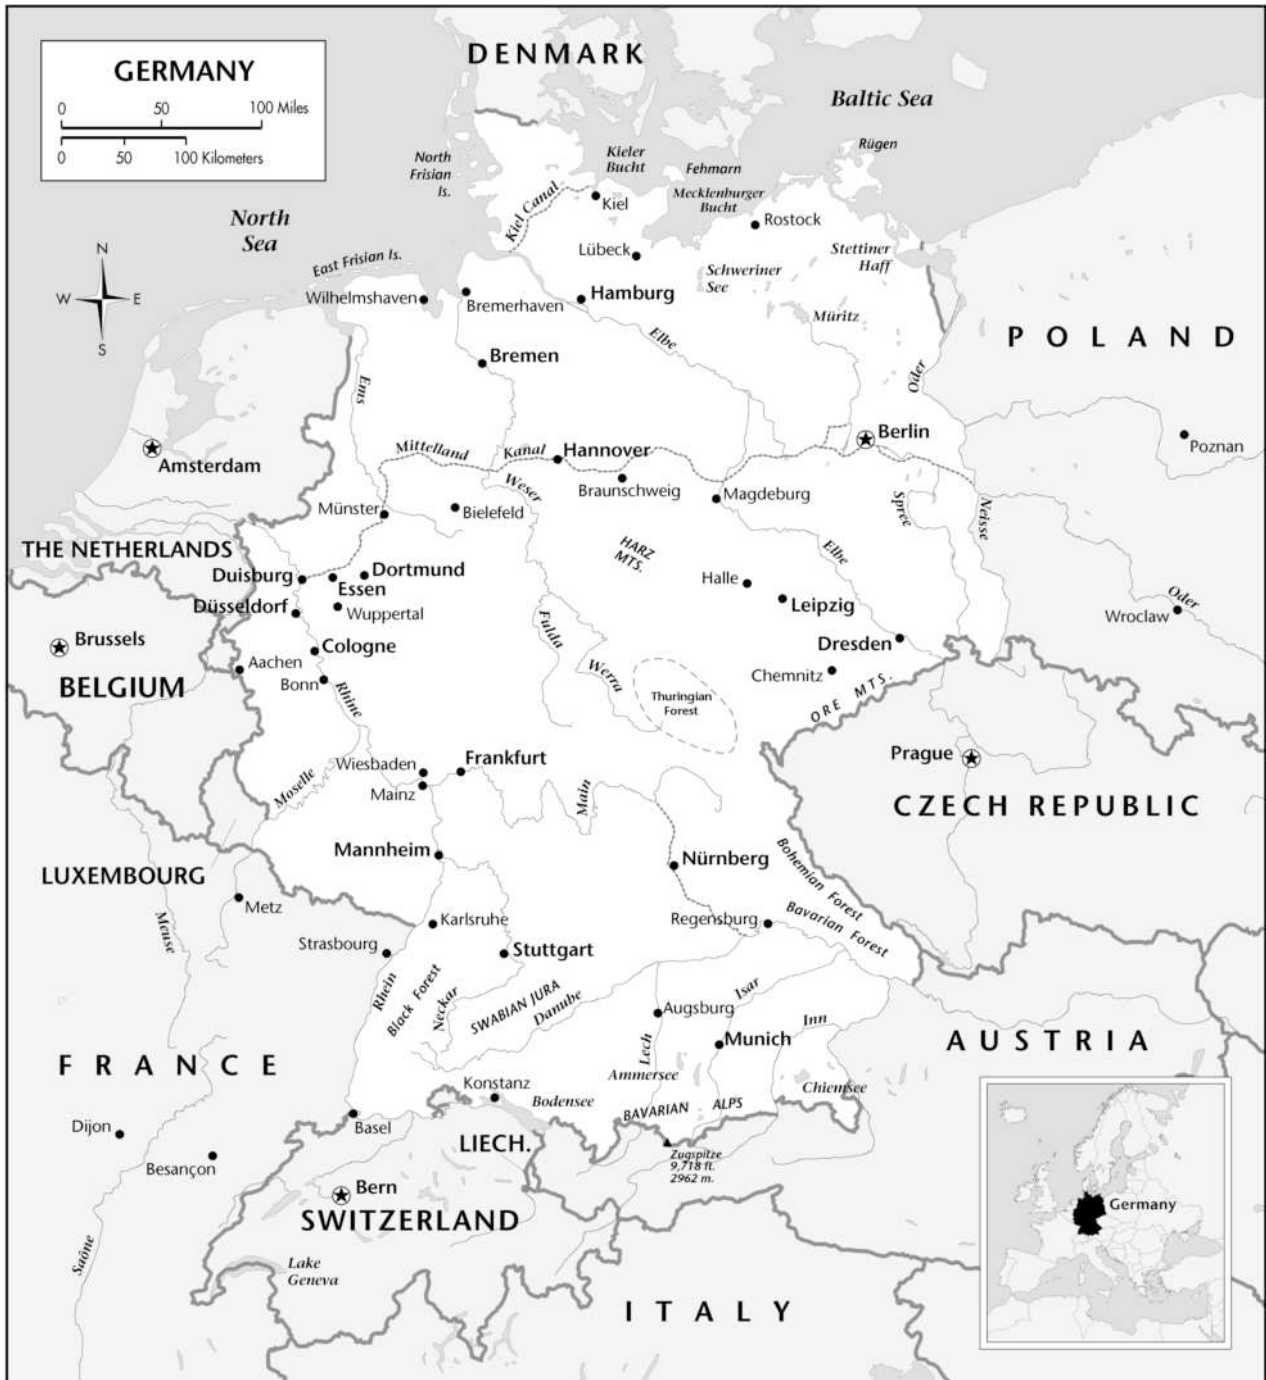 DENMARK
GERMANY
0 50 100 Miles
0 50 100 Kilometers
Baltic Sea
Rügen
Kieler
Bucht
North
Frisian
Is.
Fehmarn
Mecklenburger
Bucht
Kiel Canal
Kiel
Rostock
North
Sea
Lübeck
Stettiner
Haff
N
W E
S
East Frisian Is.
Schweriner
See
Wilhelmshaven
Bremerhaven
Hamburg
Müritz
Elbe
POLAND
Bremen
Ems
Oder
Berlin
Poznan
Amsterdam
Mittelland
Kanal
Hannover
Weser
Braunschweig
Magdeburg
Spree
Neisse
Münster
Bielefeld
THE NETHERLANDS
HARZ
MTS.
Elbe
Duisburg
Dortmund
Essen
Halle
Leipzig
Düsseldorf
Wuppertal
Oder
Wroclaw
Brussels
Fulda
Dresden
Cologne
Aachen
BELGIUM
Bonn
Rhine
Werra
Thuringian
Forest
Chemnitz
ORE MTS.
Wiesbaden
Frankfurt
Prague
Moselle
Mainz
Main
CZECH REPUBLIC
Mannheim
Nürnberg
Bohemian Forest
LUXEMBOURG
Metz
Meuse
Karlsruhe
Regensburg
Bavarian Forest
Strasbourg
Stuttgart
Rhein
Black Forest
Neckar
SWABIAN JURA
Danube
Isar
Augsburg
Inn
Munich
Lech
AUSTRIA
FRANCE
Ammersee
Chiemsee
Konstanz
Bodensee
BAVARIAN ALPS
Dijon
Basel
LIECH.
Besançon
Zugspitze
9,718 ft.
2962 m.
Bern
SWITZERLAND
Germany
Saône
Lake
Geneva
ITALY